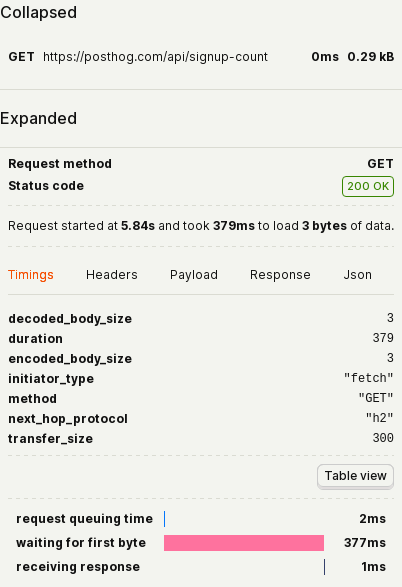 Collapsed
GET https://posthog.com/api/signup-count 0ms 0.29 kB
Expanded
Request method GET
Status code 200 OK
Request started at 5.84s and took 379ms to load 3 bytes of data.
Timings Headers Payload Response Json
decoded_body_size 3
duration 379
encoded_body_size 3
initiator_type "fetch"
method "GET"
next_hop_protocol "h2"
transfer_size 300
Table view
request queuing time 2ms
waiting for first byte 377ms
receiving response 1ms